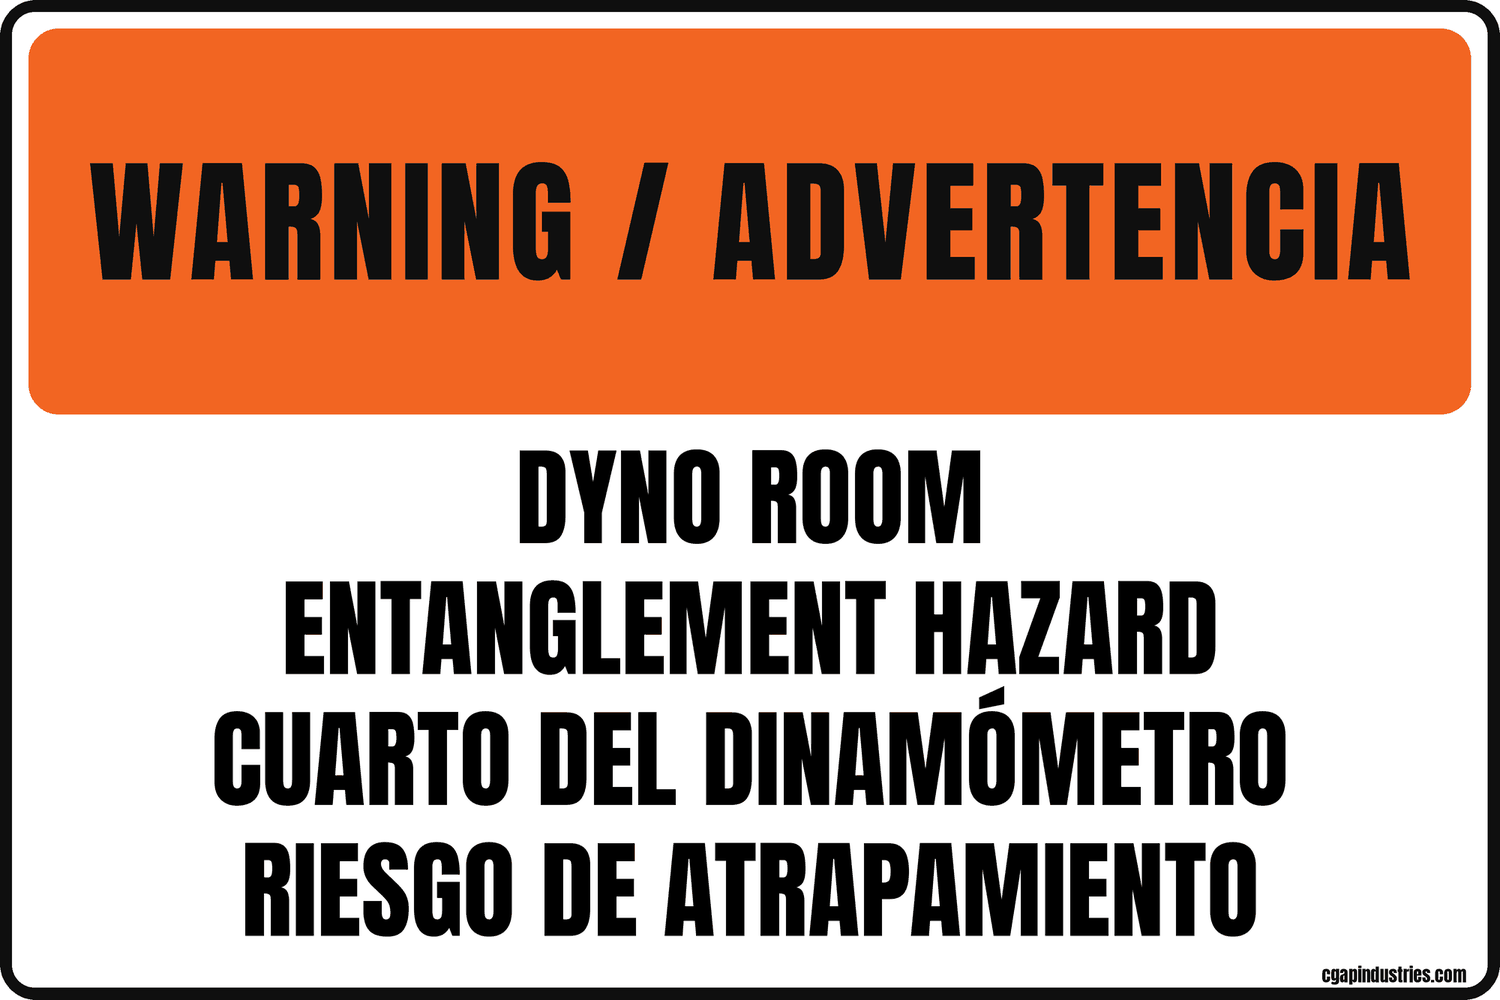 WARNING / ADVERTENCIA
DYNO ROOM
ENTANGLEMENT HAZARD
CUARTO DEL DINAMÓMETRO
RIESGO DE ATRAPAMIENTO
cgapindustries.com